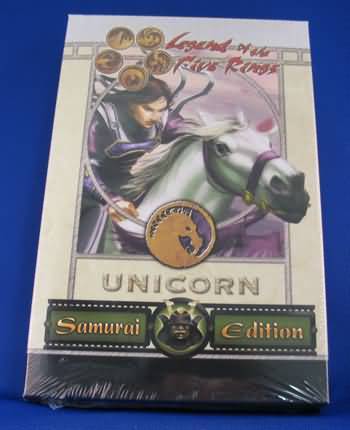 Legend of the
Five Rings
UNICORN
Samurai Edition